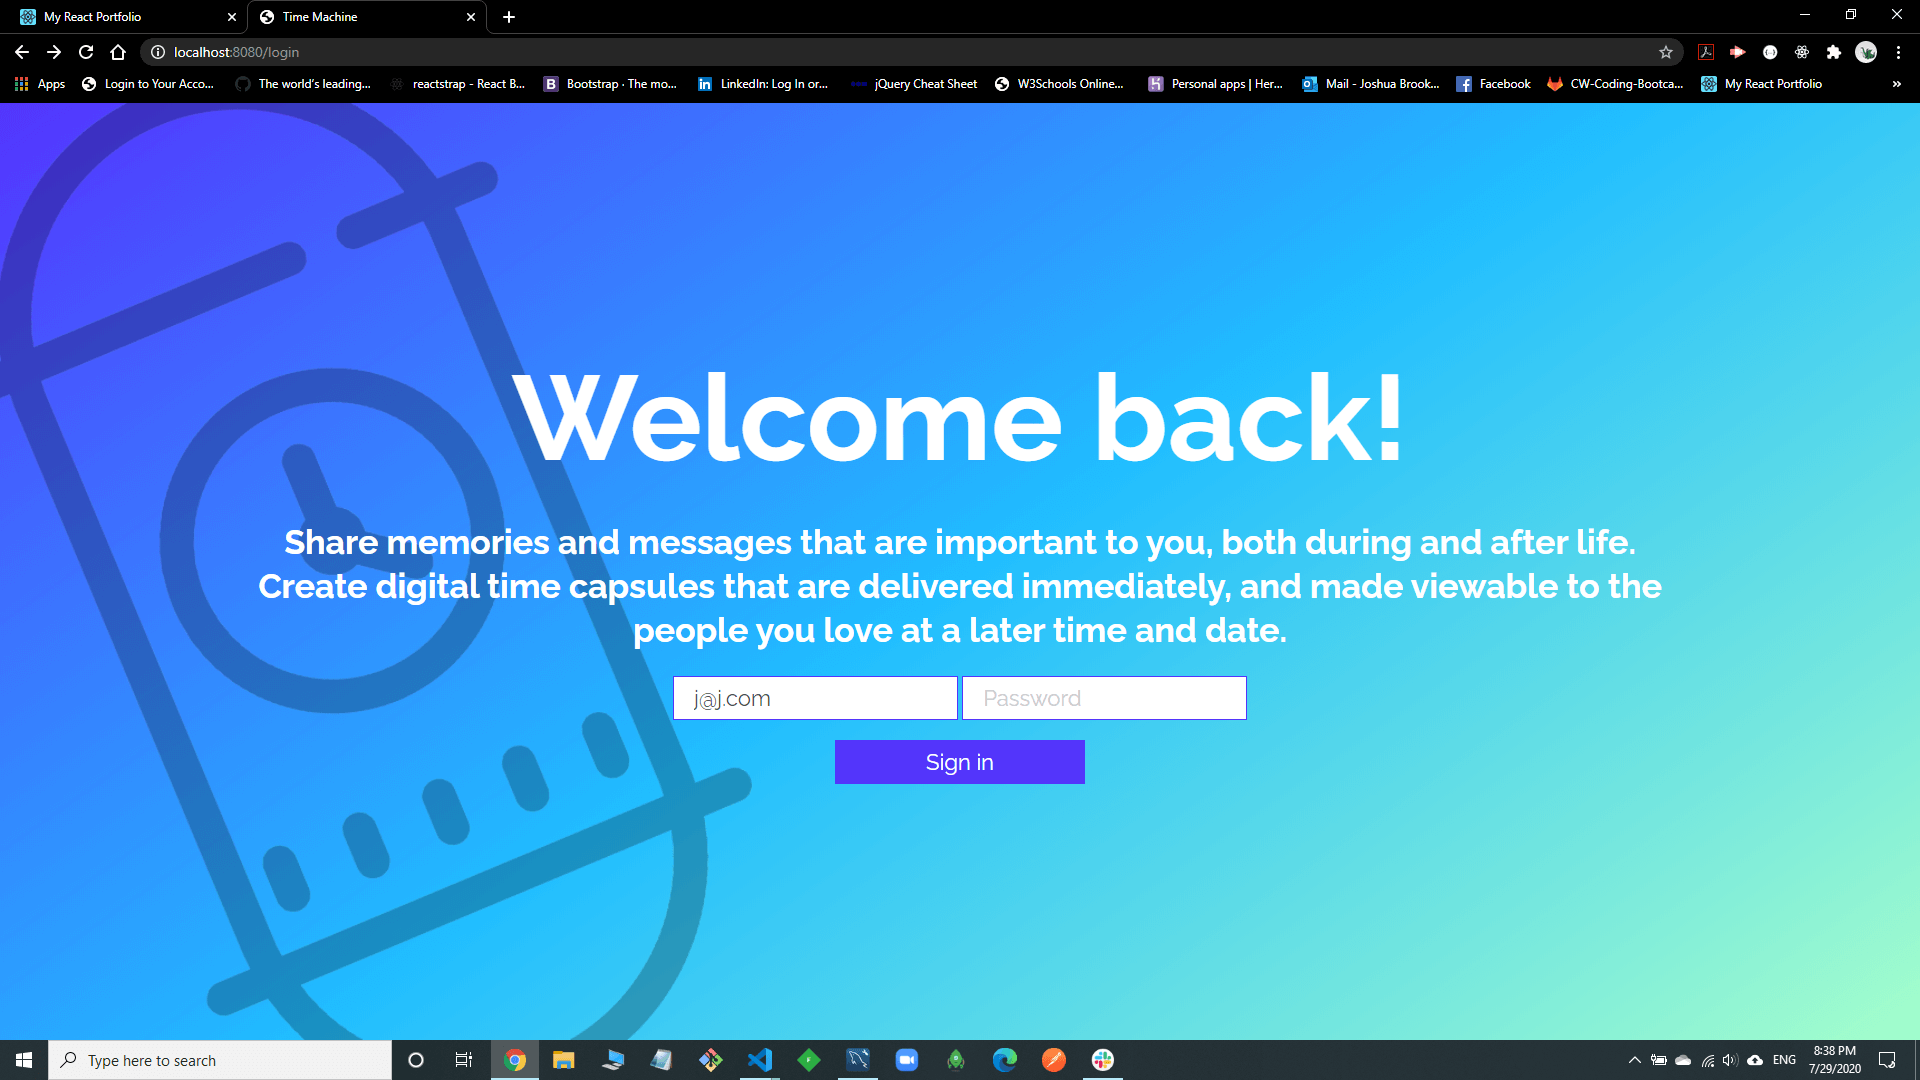 My React Portfolio
Time Machine
localhost:8080/login
Apps
Login to Your Acco...
The world's leading...
reactstrap - React B...
Bootstrap · The mo...
LinkedIn: Log In or...
jQuery Cheat Sheet
W3Schools Online...
Personal apps | Her...
Mail - Joshua Brook...
Facebook
CW-Coding-Bootca...
My React Portfolio
Welcome back!
Share memories and messages that are important to you, both during and after life.
Create digital time capsules that are delivered immediately, and made viewable to the
people you love at a later time and date.
j@j.com
Password
Sign in
Type here to search
ENG
8:38 PM
7/29/2020